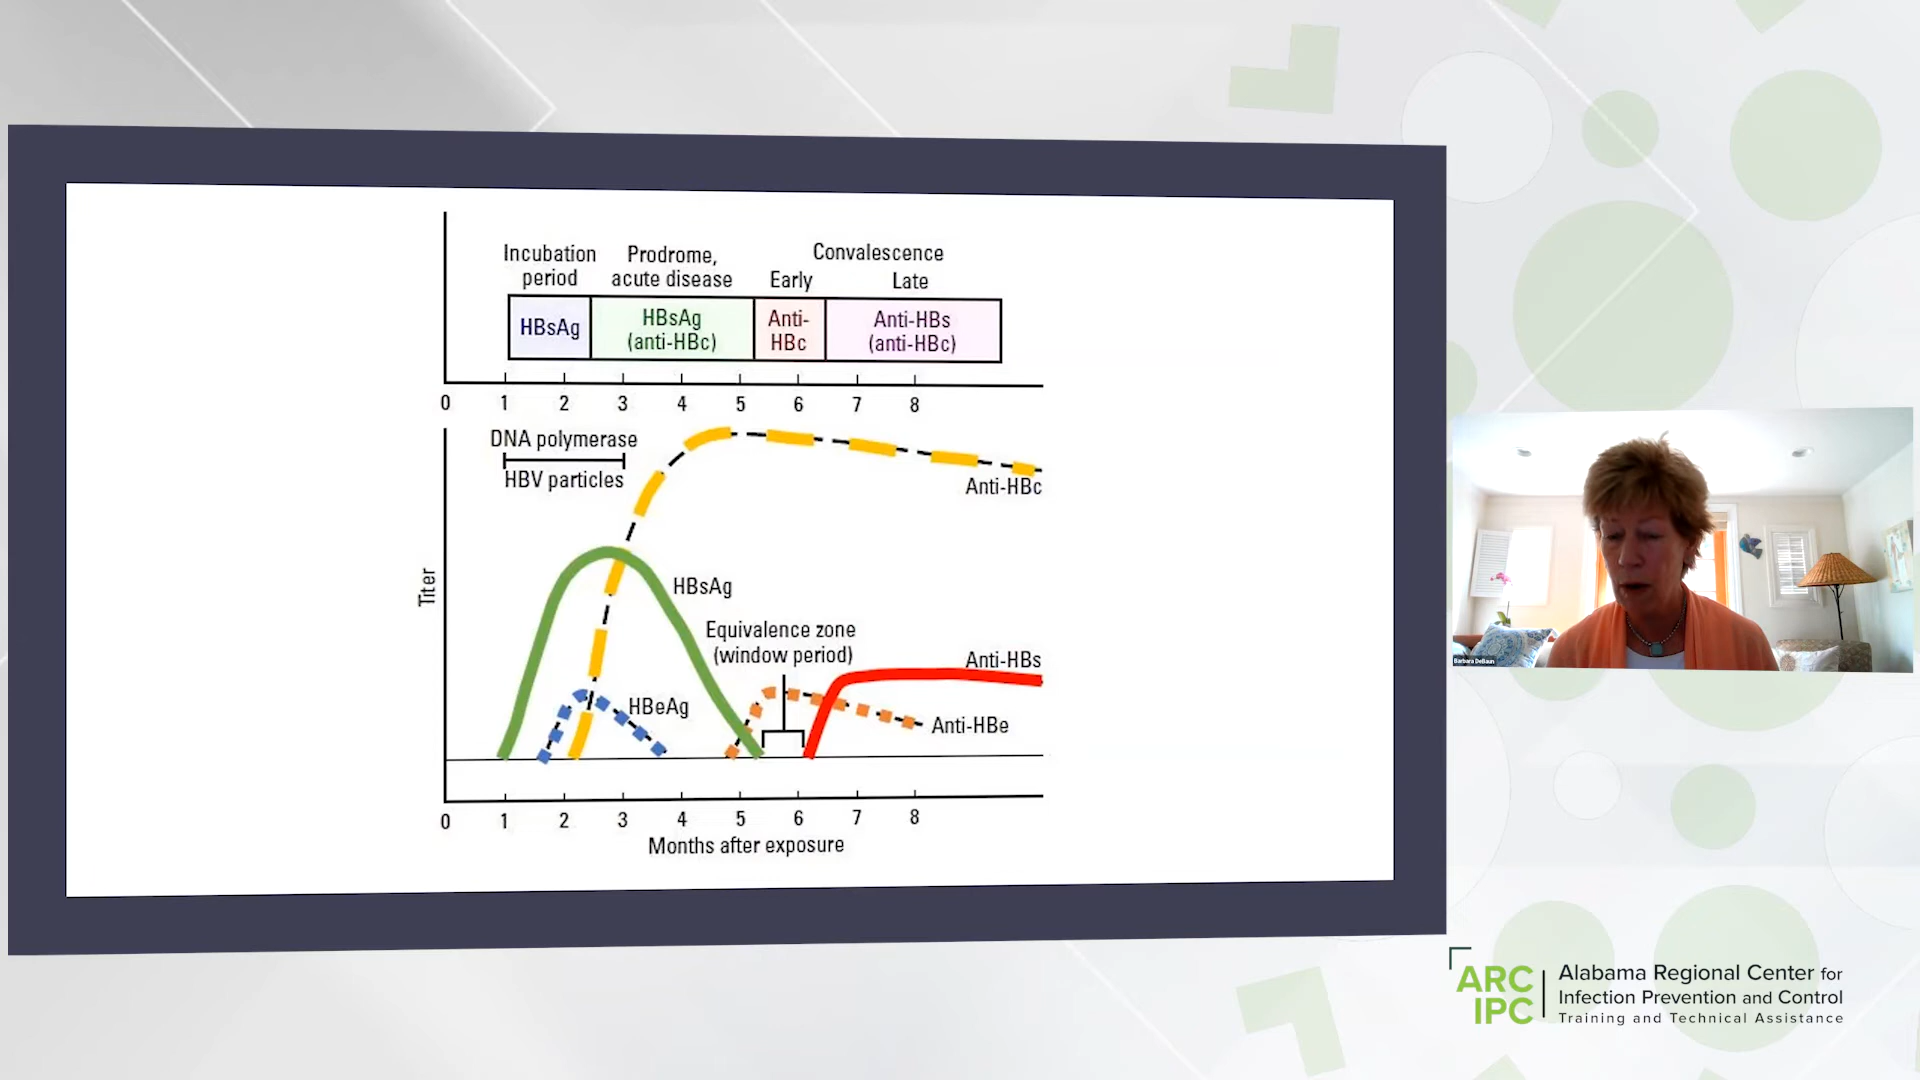 Incubation
period
Prodrome,
acute disease
Convalescence
Early
Late
HBsAg
HBsAg
(anti-HBc)
Anti-
HBc
Anti-HBs
(anti-HBc)
0 1 2 3 4 5 6 7 8
DNA polymerase
HBV particles
Anti-HBc
HBsAg
Titer
Equivalence zone
(window period)
Anti-HBs
HBeAg
Anti-HBe
0 1 2 3 4 5 6 7 8
Months after exposure
Barbara DeBaun
ARC
IPC
Alabama Regional Center for
Infection Prevention and Control
Training and Technical Assistance